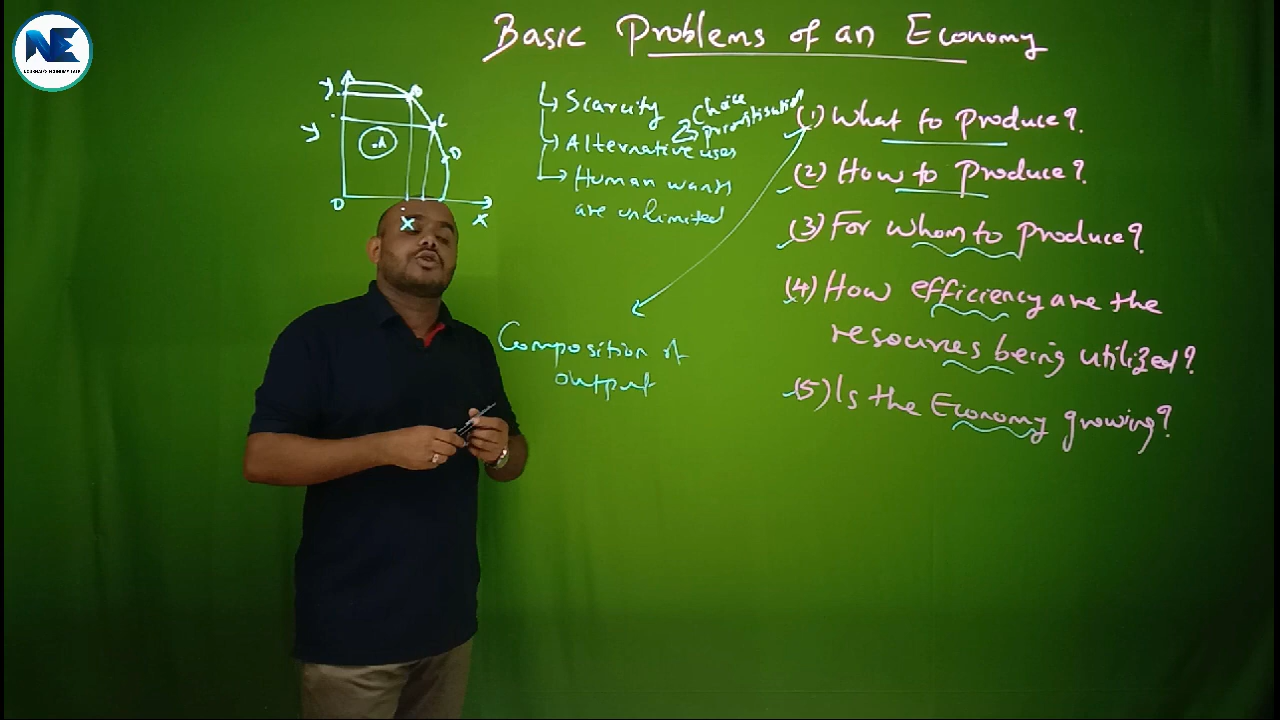 NE
Basic Problems of an Economy
Y
B
C
Y
.A
D
O
X
X
Scarcity
Choice
prioritisation
Alternative uses
Human wants
are unlimited
(1) What to produce?
(2) How to Produce?
(3) For whom to produce?
(4) How efficiency are the
resources being utilized?
(5) Is the Economy growing?
Composition of
output